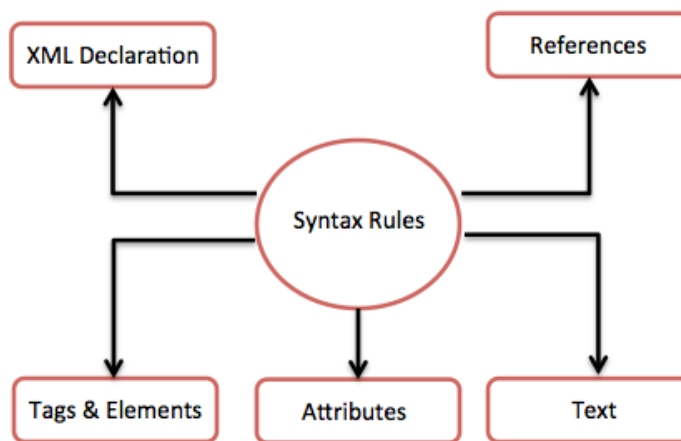 XML Declaration
References
Syntax Rules
Tags & Elements
Attributes
Text